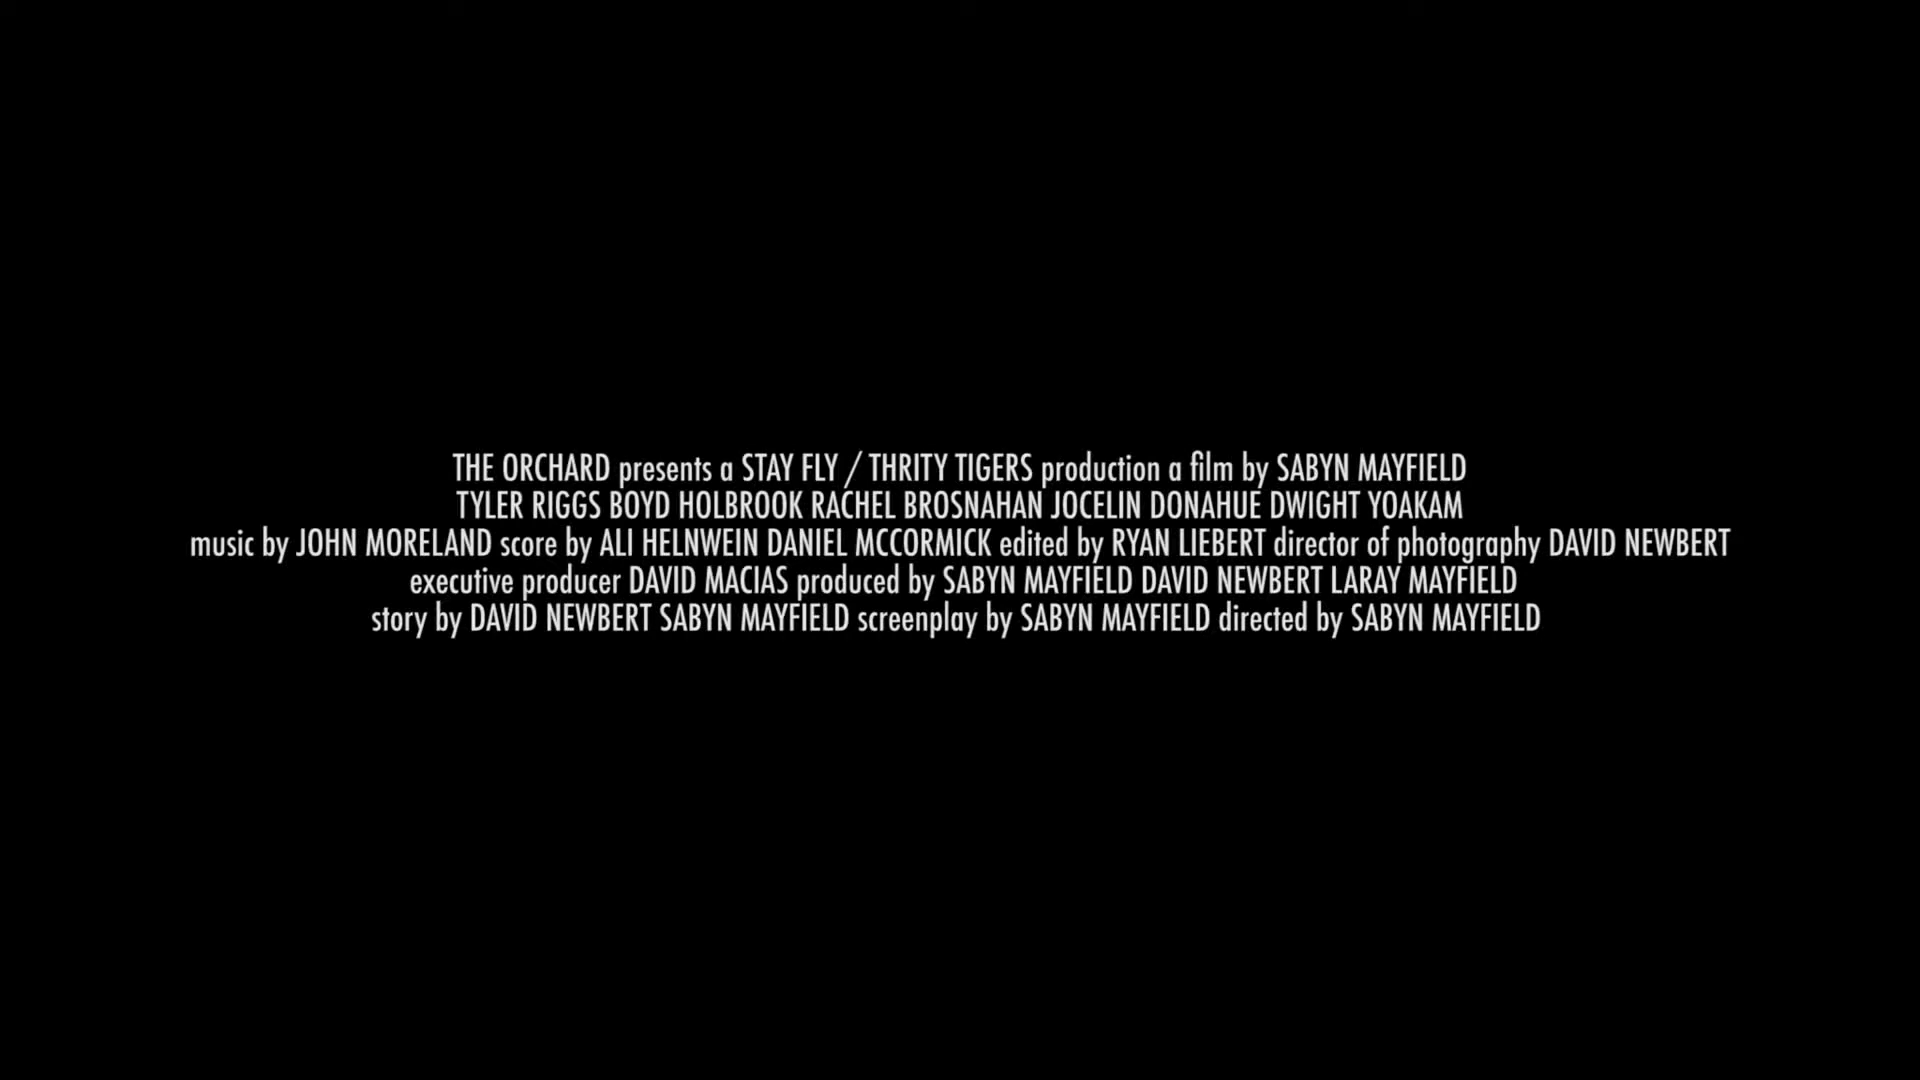 THE ORCHARD presents a STAY FLY / THRITY TIGERS production a film by SABYN MAYFIELD
TYLER RIGGS BOYD HOLBROOK RACHEL BROSNAHAN JOCELIN DONAHUE DWIGHT YOAKAM
music by JOHN MORELAND score by ALI HELNWEIN DANIEL MCCORMICK edited by RYAN LIEBERT director of photography DAVID NEWBERT
executive producer DAVID MACIAS produced by SABYN MAYFIELD DAVID NEWBERT LARAY MAYFIELD
story by DAVID NEWBERT SABYN MAYFIELD screenplay by SABYN MAYFIELD directed by SABYN MAYFIELD